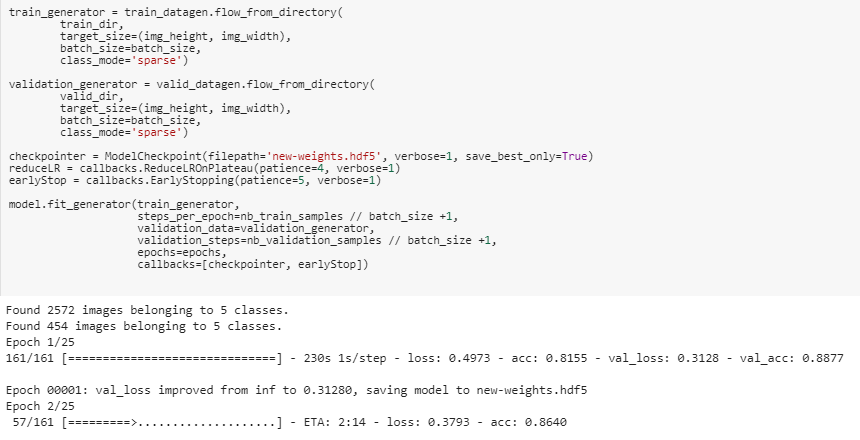 train_generator = train_datagen.flow_from_directory(
train_dir,
target_size=(img_height, img_width),
batch_size=batch_size,
class_mode='sparse')
validation_generator = valid_datagen.flow_from_directory(
valid_dir,
target_size=(img_height, img_width),
batch_size=batch_size,
class_mode='sparse')
checkpointer = ModelCheckpoint(filepath='new-weights.hdf5', verbose=1, save_best_only=True)
reduceLR = callbacks.ReduceLROnPlateau(patience=4, verbose=1)
earlyStop = callbacks.EarlyStopping(patience=5, verbose=1)
model.fit_generator(train_generator,
steps_per_epoch=nb_train_samples // batch_size +1,
validation_data=validation_generator,
validation_steps=nb_validation_samples // batch_size +1,
epochs=epochs,
callbacks=[checkpointer, earlyStop])
Found 2572 images belonging to 5 classes.
Found 454 images belonging to 5 classes.
Epoch 1/25
161/161 [==============================] - 230s 1s/step - loss: 0.4973 - acc: 0.8155 - val_loss: 0.3128 - val_acc: 0.8877
Epoch 00001: val_loss improved from inf to 0.31280, saving model to new-weights.hdf5
Epoch 2/25
57/161 [=========>....................] - ETA: 2:14 - loss: 0.3793 - acc: 0.8640